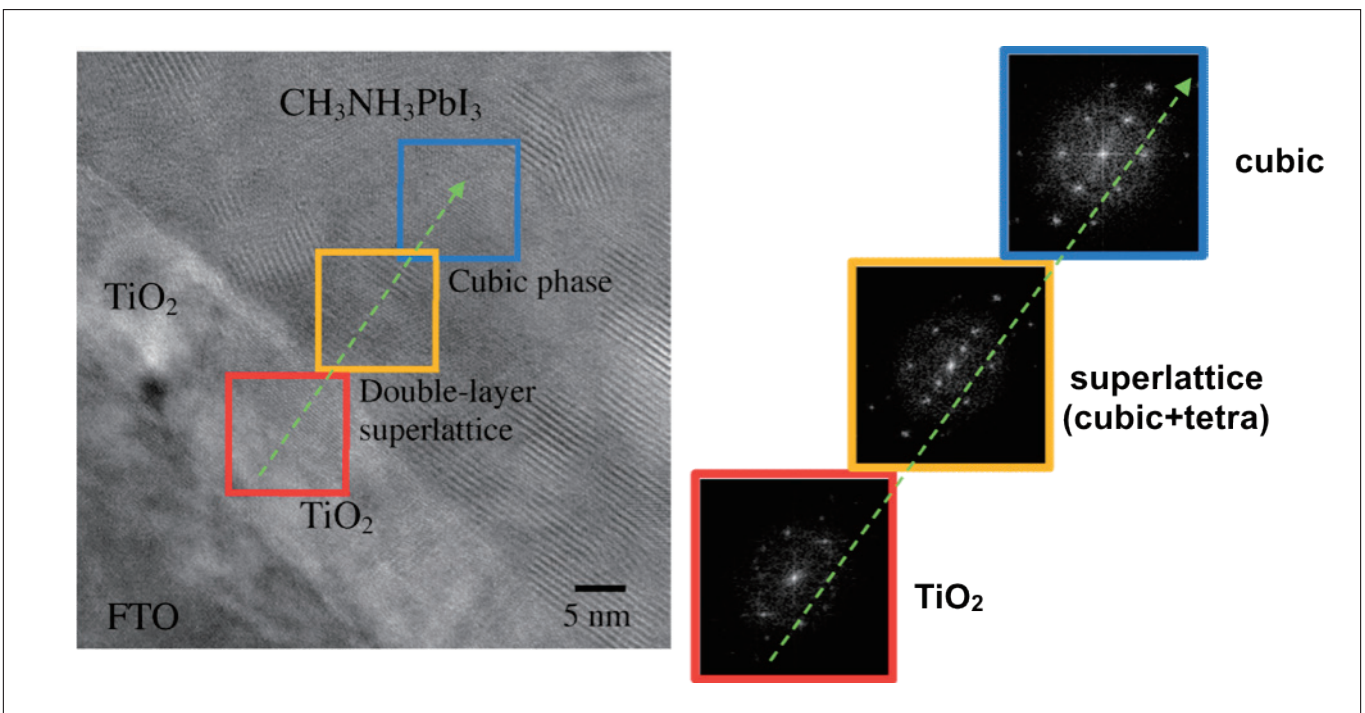 CH₃NH₃PbI₃
TiO₂
Cubic phase
Double-layer
superlattice
TiO₂
FTO
5 nm
cubic
superlattice
(cubic+tetra)
TiO₂